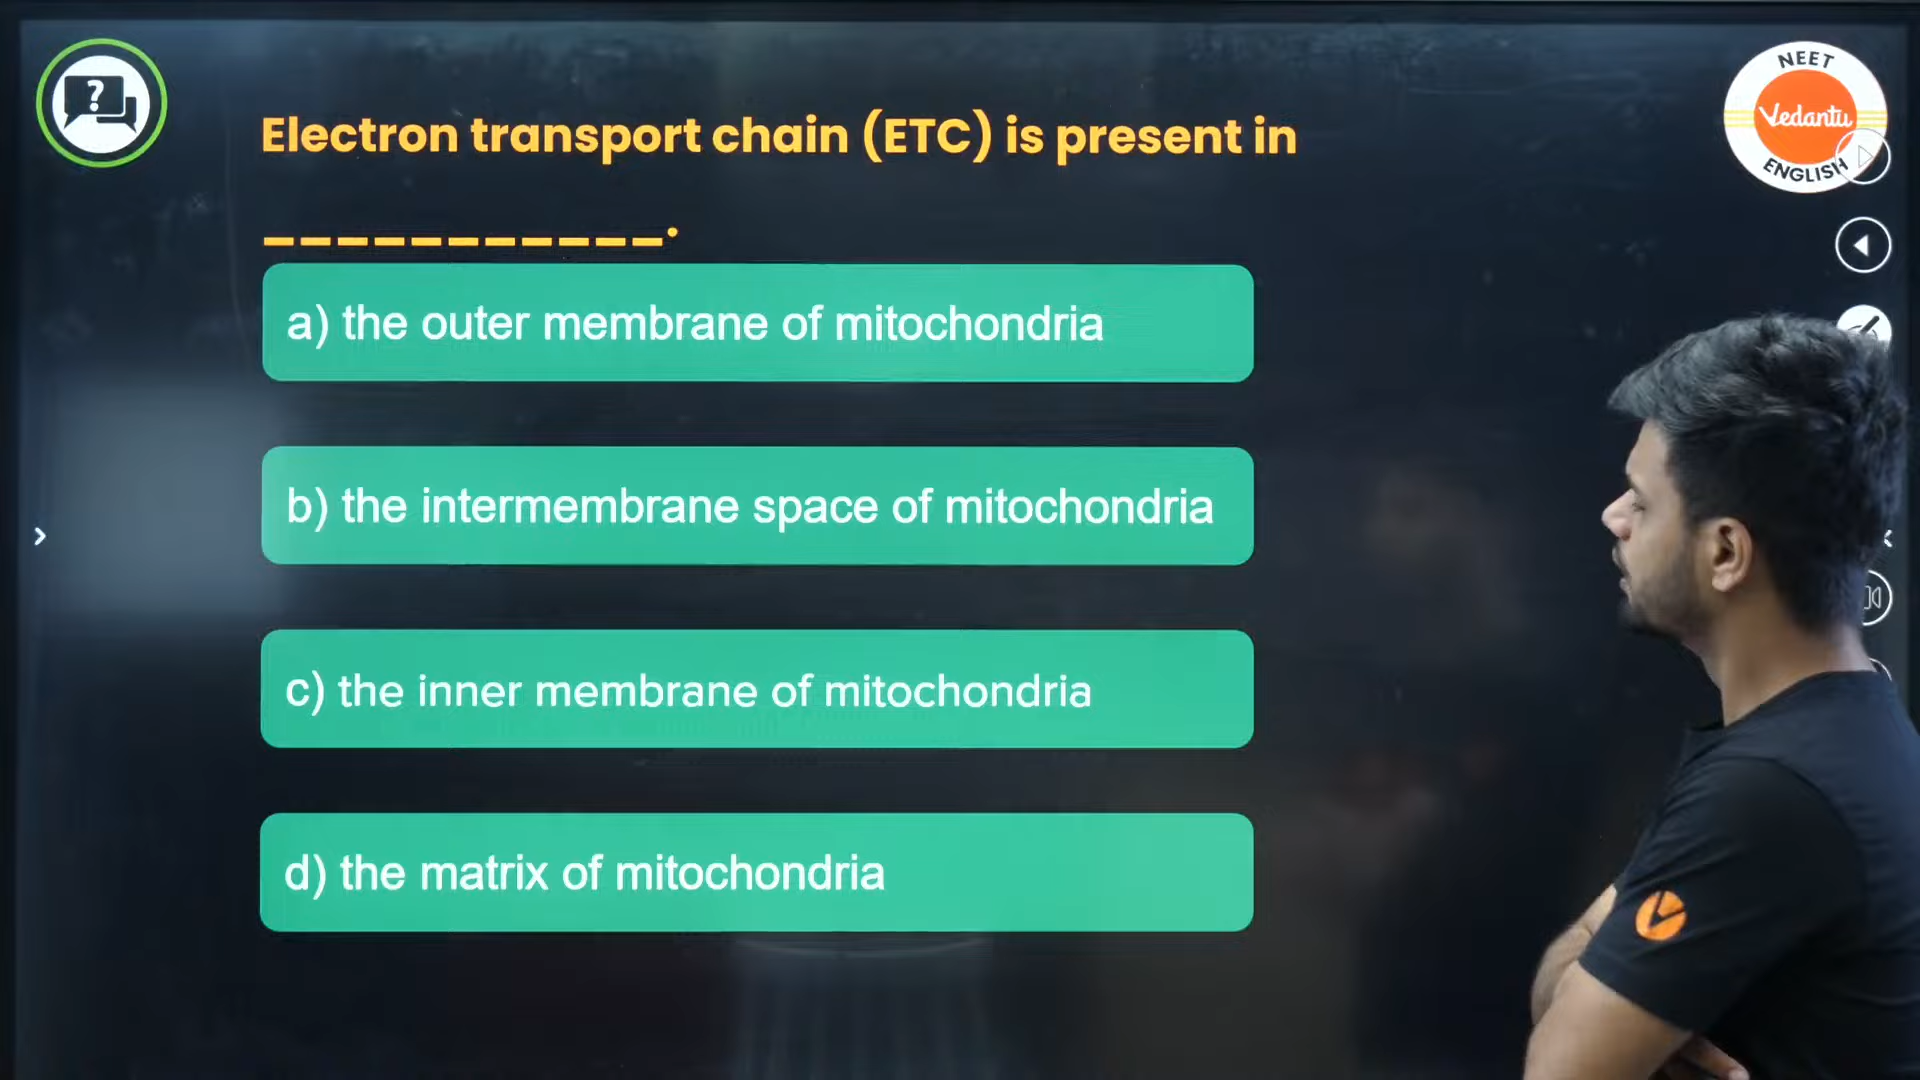 ?
NEET
Vedantu
ENGLISH
Electron transport chain (ETC) is present in
___________.
a) the outer membrane of mitochondria
b) the intermembrane space of mitochondria
c) the inner membrane of mitochondria
d) the matrix of mitochondria